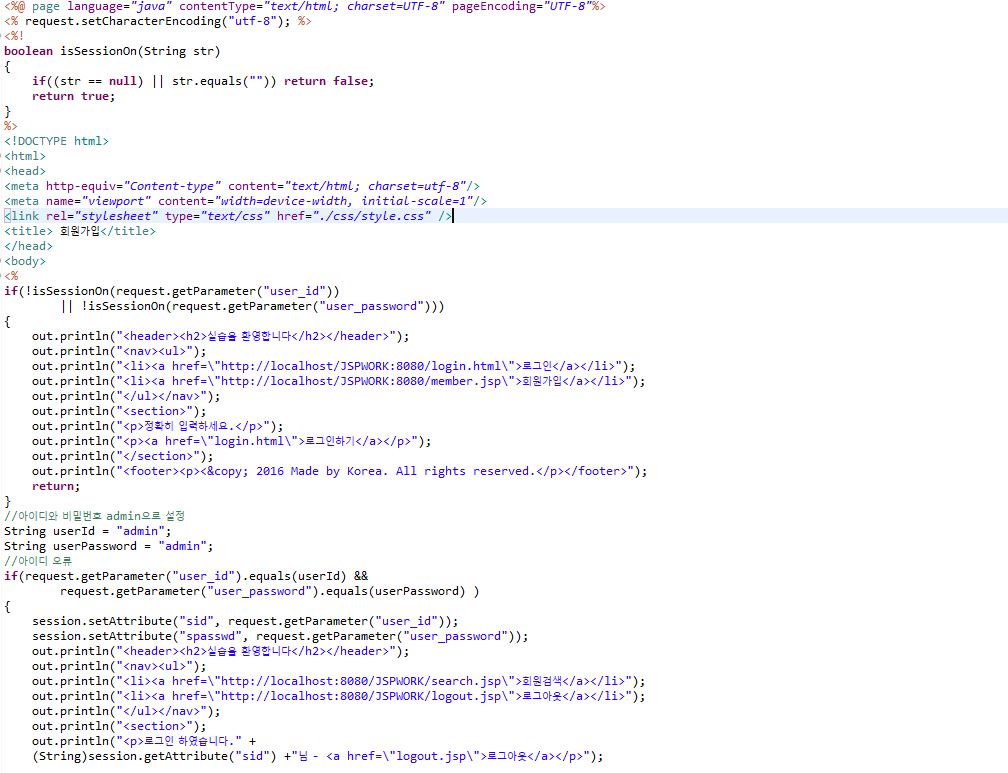 <%@ page language="java" contentType="text/html; charset=UTF-8" pageEncoding="UTF-8"%>
<% request.setCharacterEncoding("utf-8"); %>
<%!
boolean isSessionOn(String str)
{
    if((str == null) || str.equals("")) return false;
    return true;
}
%>
<!DOCTYPE html>
<html>
<head>
<meta http-equiv="Content-type" content="text/html; charset=utf-8"/>
<meta name="viewport" content="width=device-width, initial-scale=1"/>
<link rel="stylesheet" type="text/css" href="./css/style.css" />
<title> 회원가입</title>
</head>
<body>
<%
if(!isSessionOn(request.getParameter("user_id"))
        || !isSessionOn(request.getParameter("user_password")))
{
    out.println("<header><h2>실습을 환영합니다</h2></header>");
    out.println("<nav><ul>");
    out.println("<li><a href=\"http://localhost/JSPWORK:8080/login.html\">로그인</a></li>");
    out.println("<li><a href=\"http://localhost/JSPWORK:8080/member.jsp\">회원가입</a></li>");
    out.println("</ul></nav>");
    out.println("<section>");
    out.println("<p>정확히 입력하세요.</p>");
    out.println("<p><a href=\"login.html\">로그인하기</a></p>");
    out.println("</section>");
    out.println("<footer><p><&copy; 2016 Made by Korea. All rights reserved.</p></footer>");
    return;
}
//아이디와 비밀번호 admin으로 설정
String userId = "admin";
String userPassword = "admin";
//아이디 오류
if(request.getParameter("user_id").equals(userId) &&
        request.getParameter("user_password").equals(userPassword) )
{
    session.setAttribute("sid", request.getParameter("user_id"));
    session.setAttribute("spasswd", request.getParameter("user_password"));
    out.println("<header><h2>실습을 환영합니다</h2></header>");
    out.println("<nav><ul>");
    out.println("<li><a href=\"http://localhost:8080/JSPWORK/search.jsp\">회원검색</a></li>");
    out.println("<li><a href=\"http://localhost:8080/JSPWORK/logout.jsp\">로그아웃</a></li>");
    out.println("</ul></nav>");
    out.println("<section>");
    out.println("<p>로그인 하였습니다." +
    (String)session.getAttribute("sid") +"님 - <a href=\"logout.jsp\">로그아웃</a></p>");